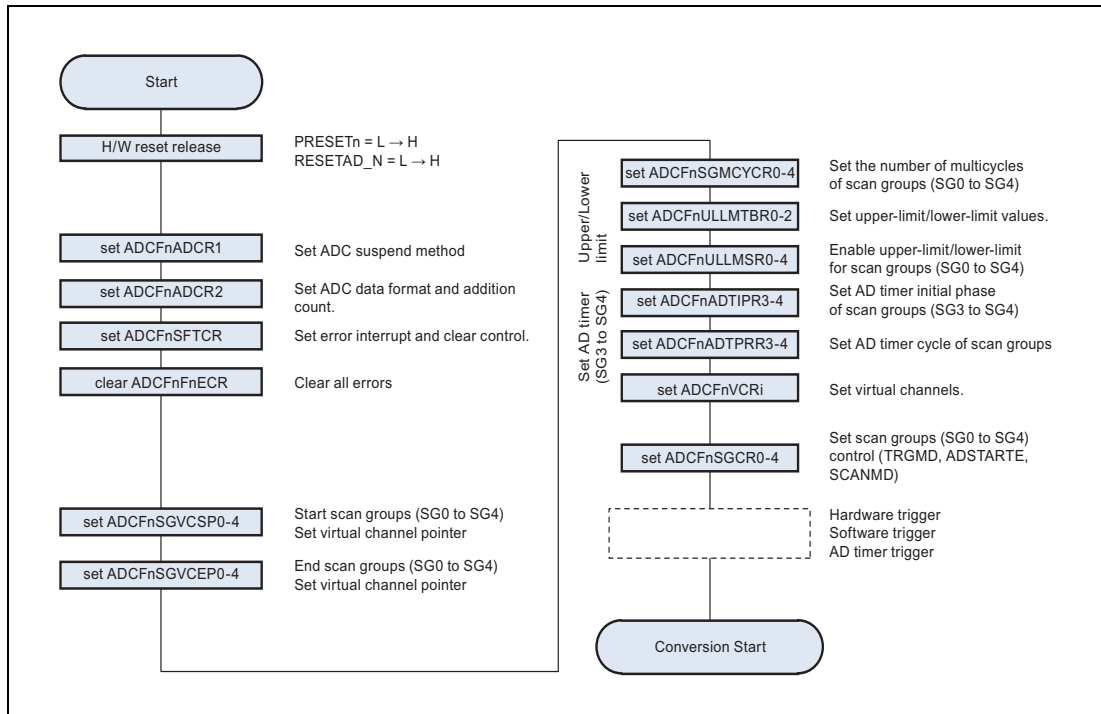 Start
H/W reset release
PRESETn = L → H
RESETAD_N = L → H
set ADCFnADCR1
Set ADC suspend method
set ADCFnADCR2
Set ADC data format and addition
count.
set ADCFnSFTCR
Set error interrupt and clear control.
clear ADCFnFnECR
Clear all errors
set ADCFnSGVCSP0-4
Start scan groups (SG0 to SG4)
Set virtual channel pointer
set ADCFnSGVCEP0-4
End scan groups (SG0 to SG4)
Set virtual channel pointer
set ADCFnSGMCYCR0-4
Set the number of multicycles
of scan groups (SG0 to SG4)
Upper/Lower
limit
set ADCFnULLMTBR0-2
Set upper-limit/lower-limit values.
set ADCFnULLMSR0-4
Enable upper-limit/lower-limit
for scan groups (SG0 to SG4)
Set AD timer
(SG3 to SG4)
set ADCFnADTIPR3-4
Set AD timer initial phase
of scan groups (SG3 to SG4)
set ADCFnADTPRR3-4
Set AD timer cycle of scan groups
set ADCFnVCRi
Set virtual channels.
set ADCFnSGCR0-4
Set scan groups (SG0 to SG4)
control (TRGMD, ADSTARTE,
SCANMD)
Hardware trigger
Software trigger
AD timer trigger
Conversion Start